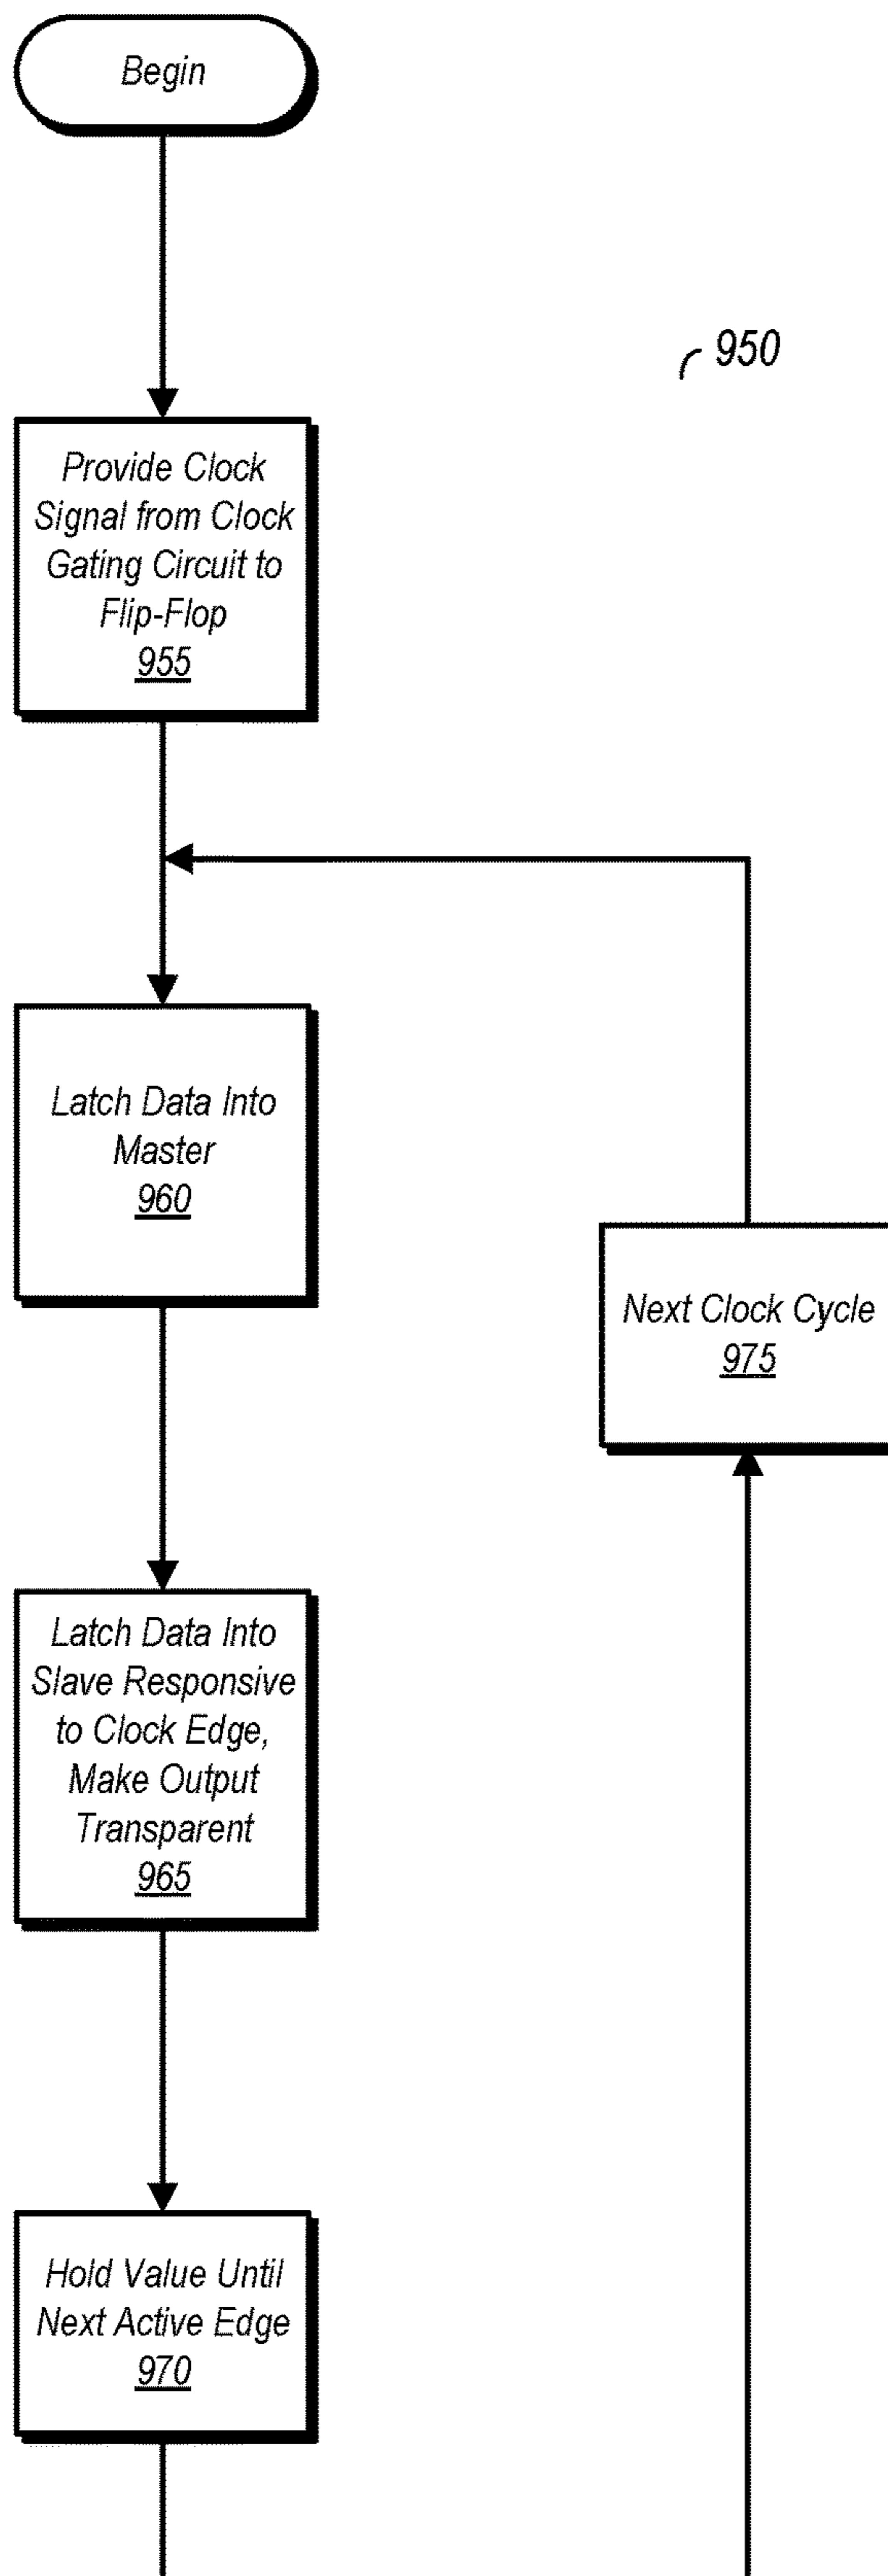 Begin
950
Provide Clock
Signal from Clock
Gating Circuit to
Flip-Flop
955
Latch Data Into
Master
960
Next Clock Cycle
975
Latch Data Into
Slave Responsive
to Clock Edge,
Make Output
Transparent
965
Hold Value Until
Next Active Edge
970